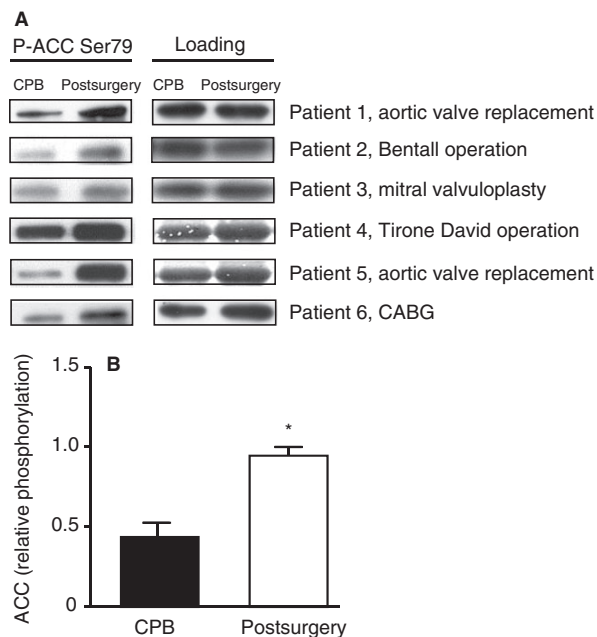 A
P-ACC Ser79 Loading
CPB Postsurgery CPB Postsurgery
Patient 1, aortic valve replacement
Patient 2, Bentall operation
Patient 3, mitral valvuloplasty
Patient 4, Tirone David operation
Patient 5, aortic valve replacement
Patient 6, CABG
B
ACC (relative phosphorylation)
1.5
1.0
0.5
0
*
CPB Postsurgery